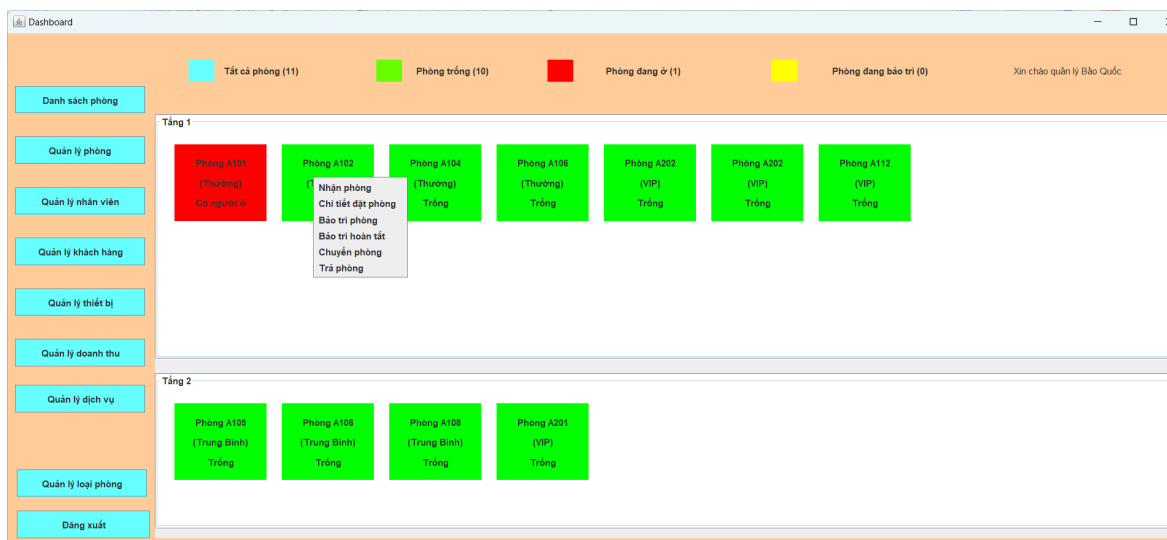 Dashboard
Tất cả phòng (11)
Phòng trống (10)
Phòng đang ở (1)
Phòng đang bảo trì (0)
Xin chào quản lý Bảo Quốc
Danh sách phòng
Quản lý phòng
Quản lý nhân viên
Quản lý khách hàng
Quản lý thiết bị
Quản lý doanh thu
Quản lý dịch vụ
Quản lý loại phòng
Đăng xuất
Tầng 1
Phòng A101
(Thường)
Có người ở
Phòng A102
Nhận phòng
Chi tiết đặt phòng
Bảo trì phòng
Bảo trì hoàn tất
Chuyển phòng
Trả phòng
Phòng A104
(Thường)
Trống
Phòng A106
(Thường)
Trống
Phòng A202
(VIP)
Trống
Phòng A202
(VIP)
Trống
Phòng A112
(VIP)
Trống
Tầng 2
Phòng A105
(Trung Bình)
Trống
Phòng A106
(Trung Bình)
Trống
Phòng A108
(Trung Bình)
Trống
Phòng A201
(VIP)
Trống